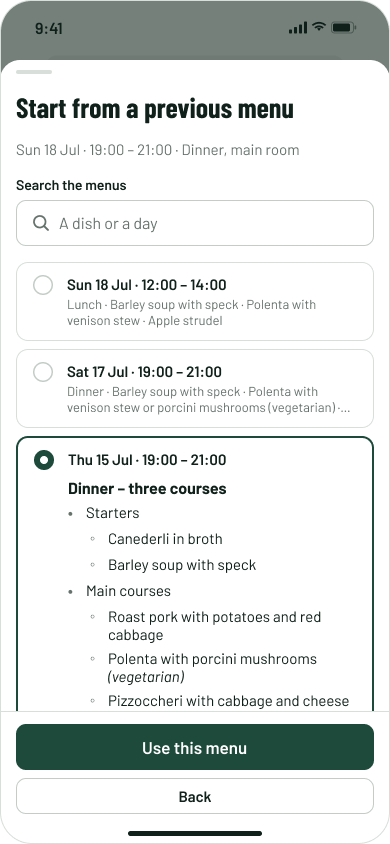 9:41
Start from a previous menu
Sun 18 Jul · 19:00 – 21:00 · Dinner, main room
Search the menus
A dish or a day
Sun 18 Jul · 12:00 – 14:00
Lunch · Barley soup with speck · Polenta with
venison stew · Apple strudel
Sat 17 Jul · 19:00 – 21:00
Dinner · Barley soup with speck · Polenta with
venison stew or porcini mushrooms (vegetarian) ·...
Thu 15 Jul · 19:00 – 21:00
Dinner – three courses
• Starters
◦ Canederli in broth
◦ Barley soup with speck
• Main courses
◦ Roast pork with potatoes and red
cabbage
◦ Polenta with porcini mushrooms
(vegetarian)
◦ Pizzoccheri with cabbage and cheese
Use this menu
Back